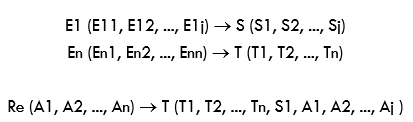 E1 (E11, E12, ..., E1j) → S (S1, S2, ..., Sj)
En (En1, En2, ..., Enn) → T (T1, T2, ..., Tn)
Re (A1, A2, ..., An) → T (T1, T2, ..., Tn, S1, A1, A2, ..., Aj )